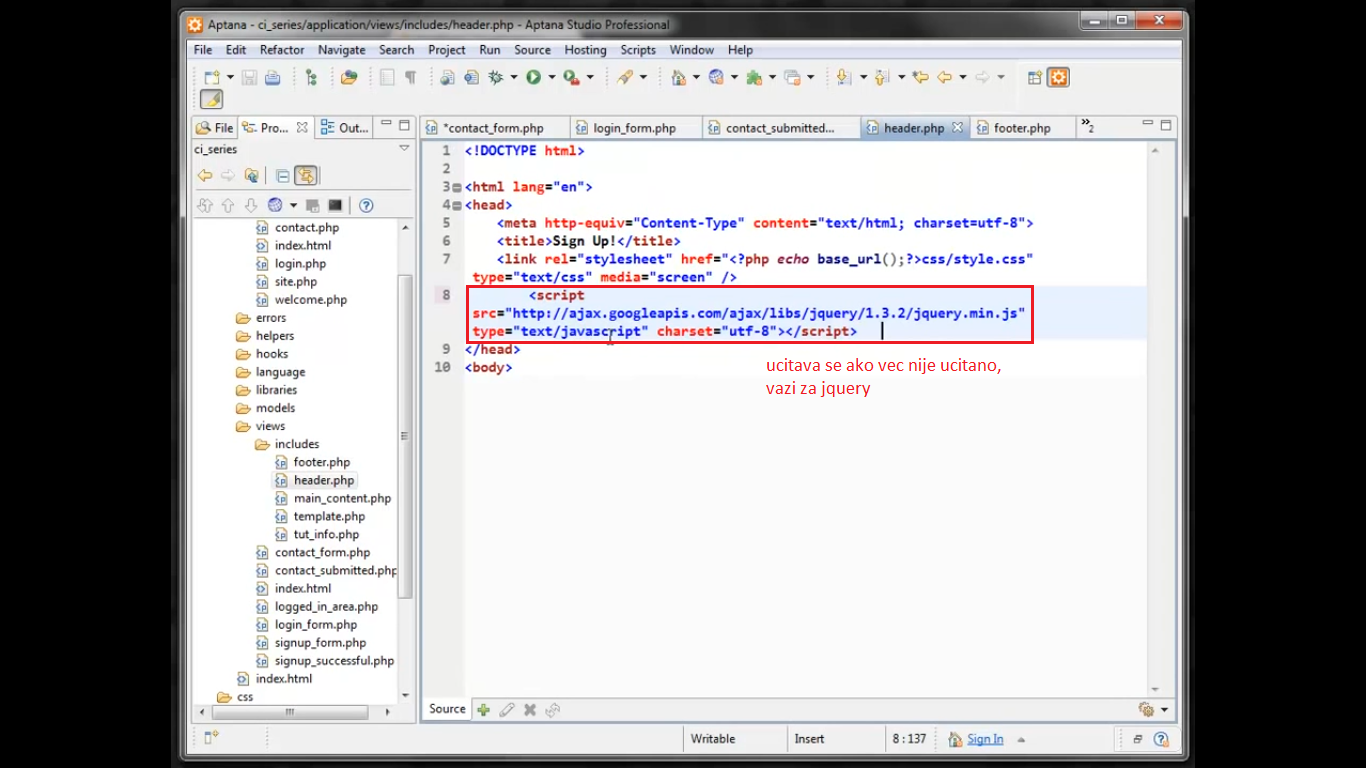 Aptana - ci_series/application/views/includes/header.php - Aptana Studio Professional
File Edit Refactor Navigate Search Project Run Source Hosting Scripts Window Help
File Pro... Out...
*contact_form.php login_form.php contact_submitted... header.php footer.php »2
ci_series
contact.php
index.html
login.php
site.php
welcome.php
errors
helpers
hooks
language
libraries
models
views
includes
footer.php
header.php
main_content.php
template.php
tut_info.php
contact_form.php
contact_submitted.php
index.html
logged_in_area.php
login_form.php
signup_form.php
signup_successful.php
index.html
css
1 <!DOCTYPE html>
2
3 <html lang="en">
4 <head>
5 <meta http-equiv="Content-Type" content="text/html; charset=utf-8">
6 <title>Sign Up!</title>
7 <link rel="stylesheet" href="<?php echo base_url();?>css/style.css"
type="text/css" media="screen" />
8 <script
src="http://ajax.googleapis.com/ajax/libs/jquery/1.3.2/jquery.min.js"
type="text/javascript" charset="utf-8"></script>
9 </head>
10 <body>
ucitava se ako vec nije ucitano,
vazi za jquery
Source
Writable Insert 8 : 137 Sign In